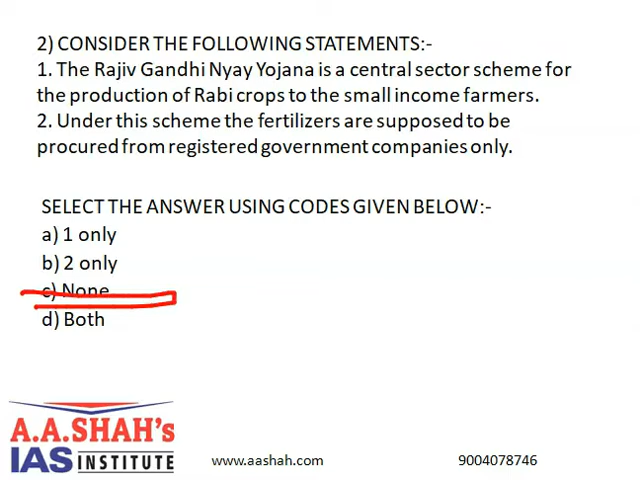 2) CONSIDER THE FOLLOWING STATEMENTS:-
1. The Rajiv Gandhi Nyay Yojana is a central sector scheme for
the production of Rabi crops to the small income farmers.
2. Under this scheme the fertilizers are supposed to be
procured from registered government companies only.
SELECT THE ANSWER USING CODES GIVEN BELOW:-
a) 1 only
b) 2 only
c) None
d) Both
A.A.SHAH's
IAS INSTITUTE
www.aashah.com
9004078746